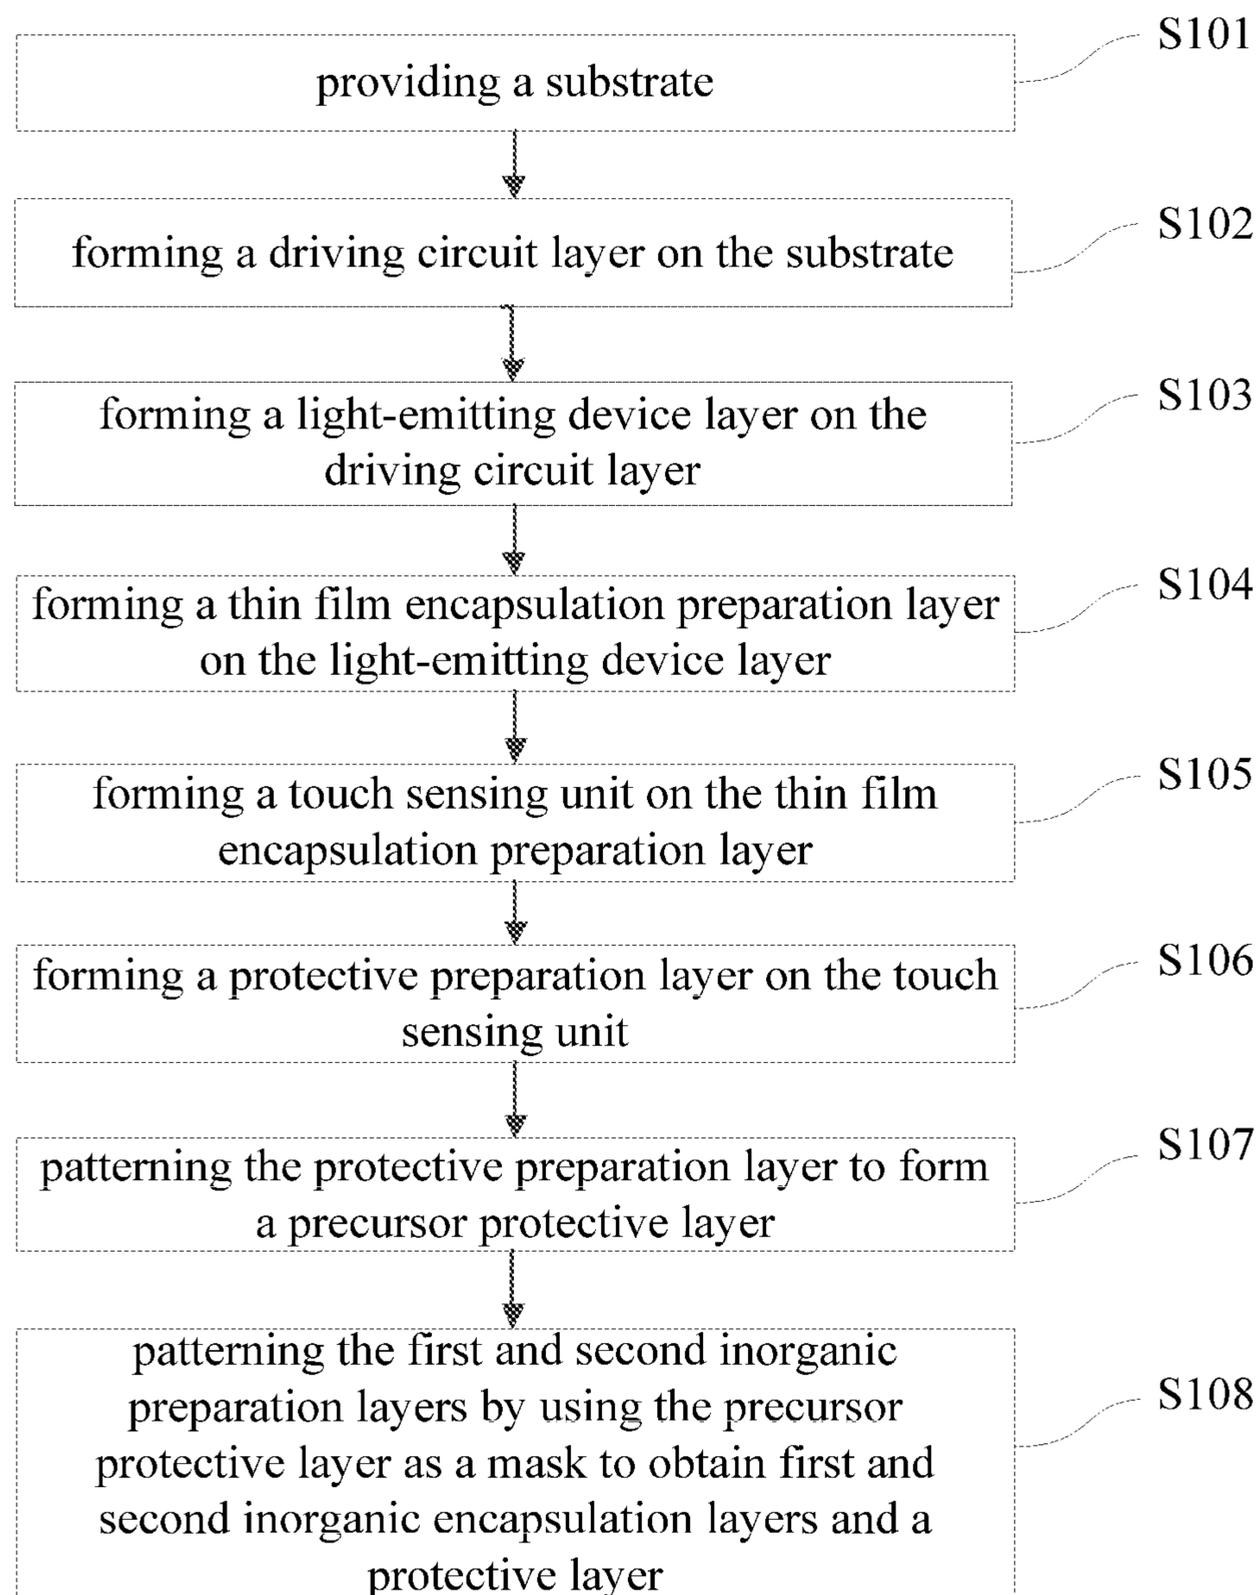 S101
providing a substrate
S102
forming a driving circuit layer on the substrate
S103
forming a light-emitting device layer on the
driving circuit layer
S104
forming a thin film encapsulation preparation layer
on the light-emitting device layer
S105
forming a touch sensing unit on the thin film
encapsulation preparation layer
S106
forming a protective preparation layer on the touch
sensing unit
S107
patterning the protective preparation layer to form
a precursor protective layer
S108
patterning the first and second inorganic
preparation layers by using the precursor
protective layer as a mask to obtain first and
second inorganic encapsulation layers and a
protective layer